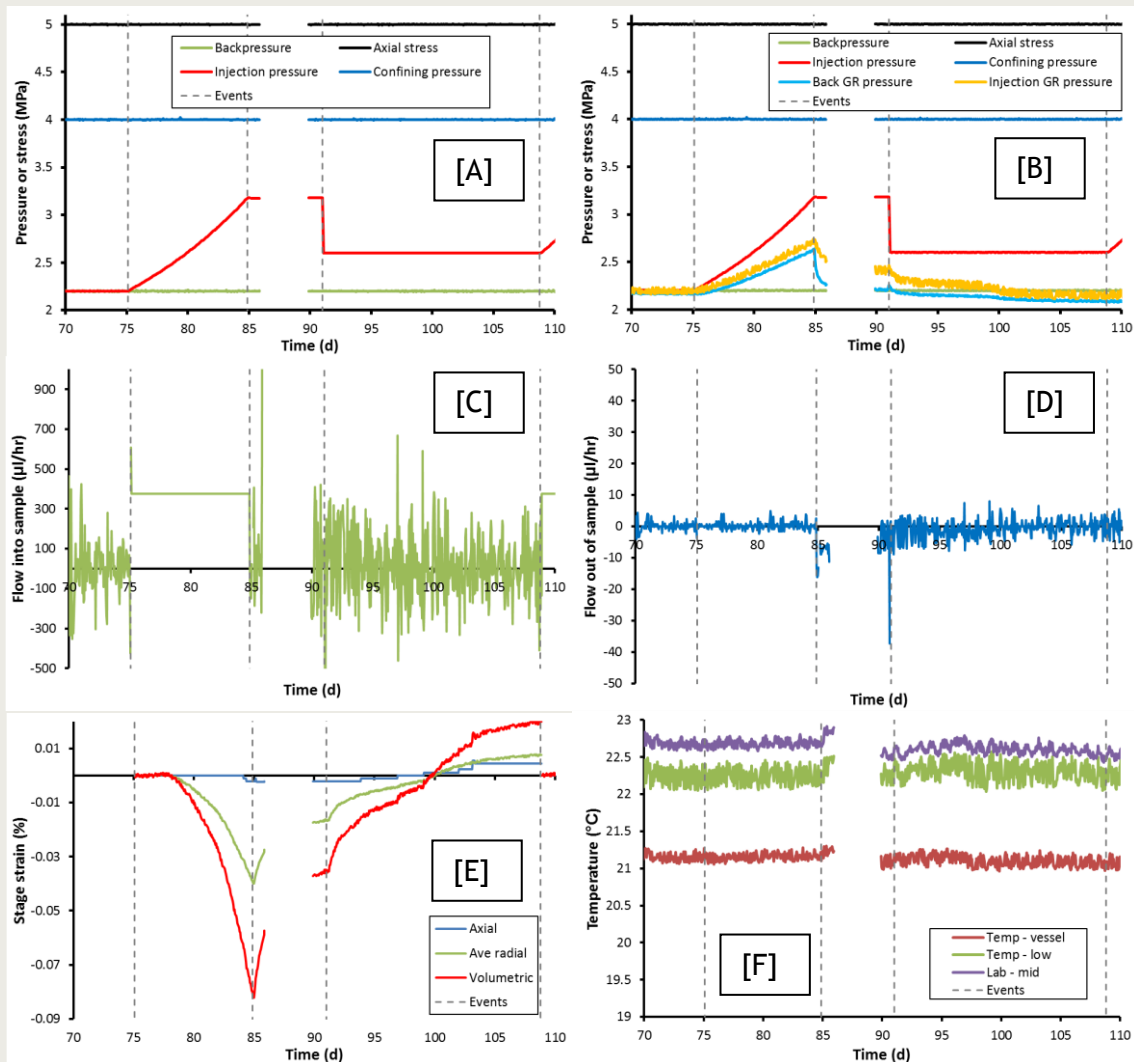 5
4.5
4
3.5
3
2.5
2
Pressure or stress (MPa)
Backpressure
Axial stress
Injection pressure
Confining pressure
Events
[A]
70 75 80 85 90 95 100 105 110
Time (d)
5
4.5
4
3.5
3
2.5
2
Pressure or stress (MPa)
Backpressure
Axial stress
Injection pressure
Confining pressure
Back GR pressure
Injection GR pressure
Events
[B]
70 75 80 85 90 95 100 105 110
Time (d)
900
700
500
300
100
-100
-300
-500
Flow into sample (µl/hr)
[C]
70 75 80 85 90 95 100 105 110
Time (d)
50
40
30
20
10
0
-10
-20
-30
-40
-50
Flow out of sample (µl/hr)
[D]
70 75 80 85 90 95 100 105 110
Time (d)
0.01
-0.01
-0.03
-0.05
-0.07
-0.09
Stage strain (%)
[E]
Axial
Ave radial
Volumetric
Events
70 75 80 85 90 95 100 105 110
Time (d)
23
22.5
22
21.5
21
20.5
20
19.5
19
Temperature (°C)
[F]
Temp - vessel
Temp - low
Lab - mid
Events
70 75 80 85 90 95 100 105 110
Time (d)